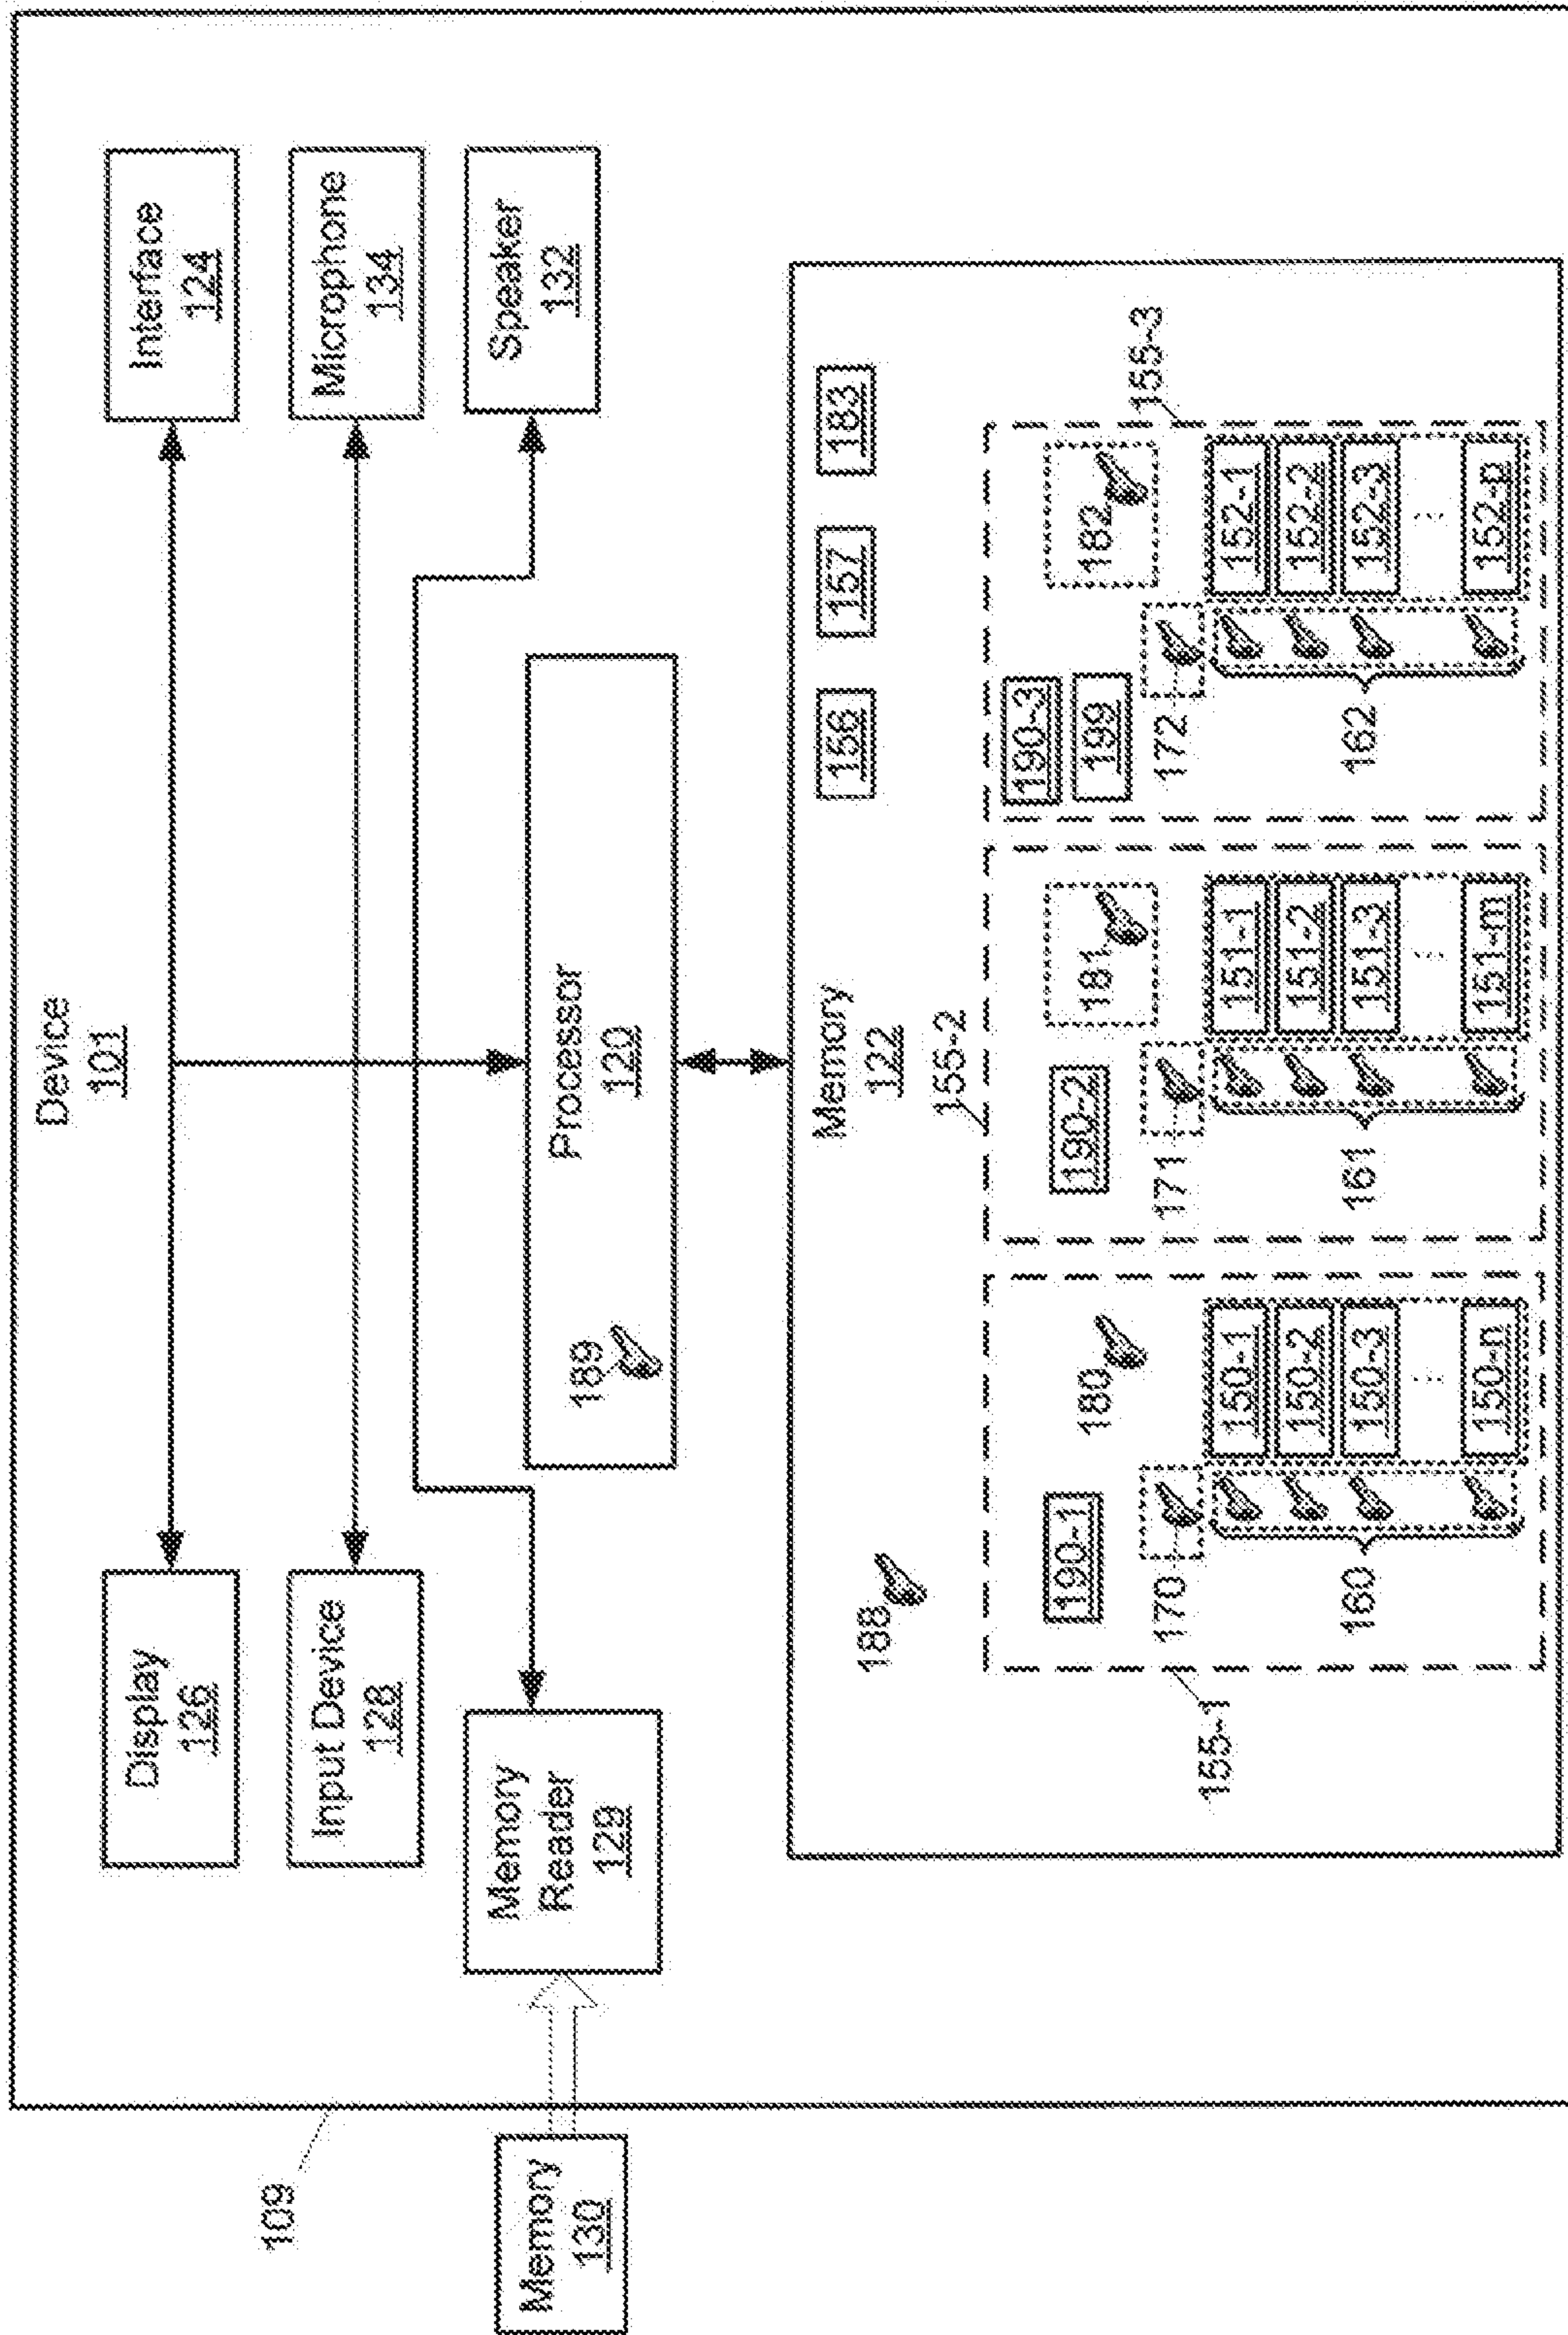 Device
101
Display
126
Interface
124
Input Device
128
Microphone
134
Memory
Reader
129
Speaker
132
109
Memory
130
Processor
120
189
Memory
122
156
157
183
188
155-1
155-2
155-3
190-1
180
170
160
150-1
150-2
150-3
150-n
190-2
181
171
161
151-1
151-2
151-3
151-m
190-3
199
182
172
162
152-1
152-2
152-3
152-p